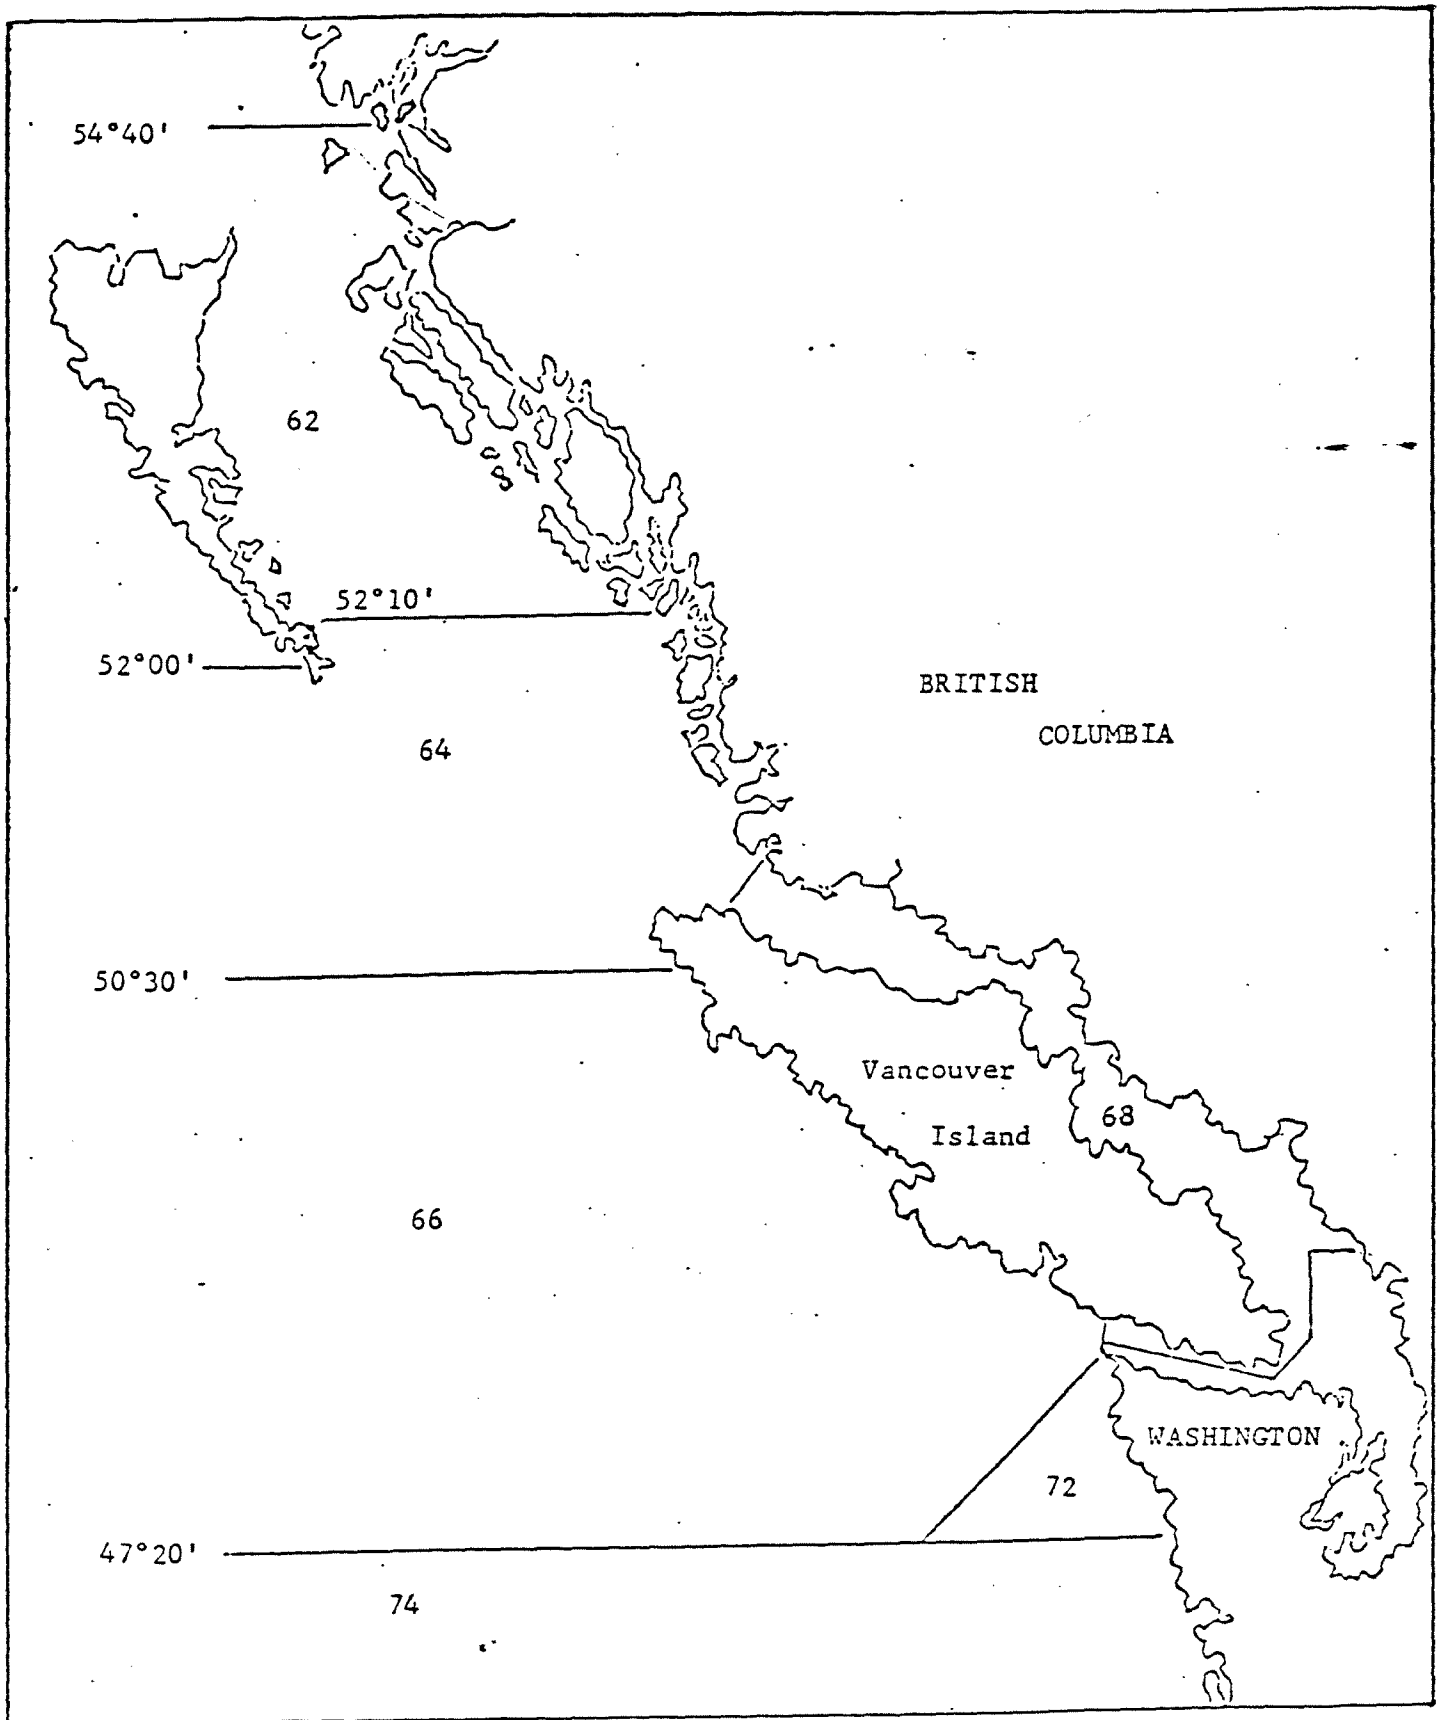 54°40'
62
52°10'
52°00'
BRITISH
COLUMBIA
64
50°30'
Vancouver
Island
68
66
WASHINGTON
72
47°20'
74